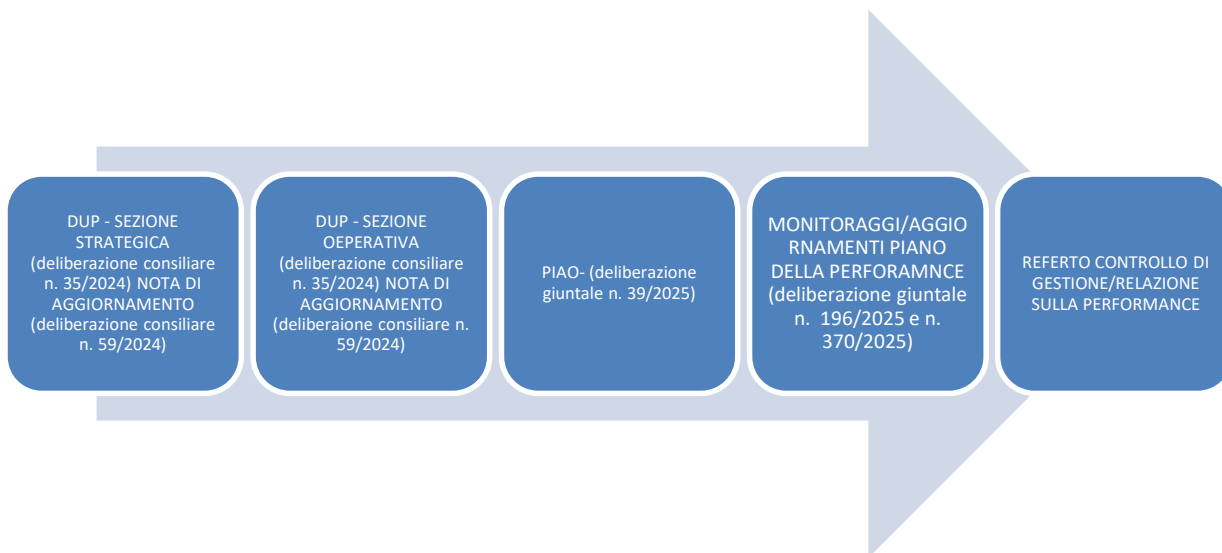 DUP - SEZIONE
STRATEGICA
(deliberazione consiliare
n. 35/2024) NOTA DI
AGGIORNAMENTO
(deliberazione consiliare
n. 59/2024)
DUP - SEZIONE
OEPERATIVA
(deliberazione consiliare
n. 35/2024) NOTA DI
AGGIORNAMENTO
(deliberaione consiliare n.
59/2024)
PIAO- (deliberazione
giuntale n. 39/2025)
MONITORAGGI/AGGIO
RNAMENTI PIANO
DELLA PERFORAMNCE
(deliberazione giuntale
n. 196/2025 e n.
370/2025)
REFERTO CONTROLLO DI
GESTIONE/RELAZIONE
SULLA PERFORMANCE